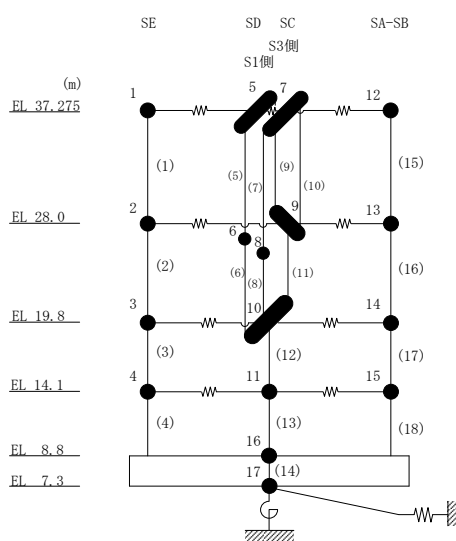 SE SD SC SA-SB
S3側
S1側
(m)
EL 37.275
1 5 7 12
(1) (5) (7) (9) (10) (15)
EL 28.0
2 9 13
6 8
(2) (6) (8) (11) (16)
EL 19.8
3 10 14
(3) (12) (17)
EL 14.1
4 11 15
(4) (13) (18)
EL 8.8
16
EL 7.3
17 (14)